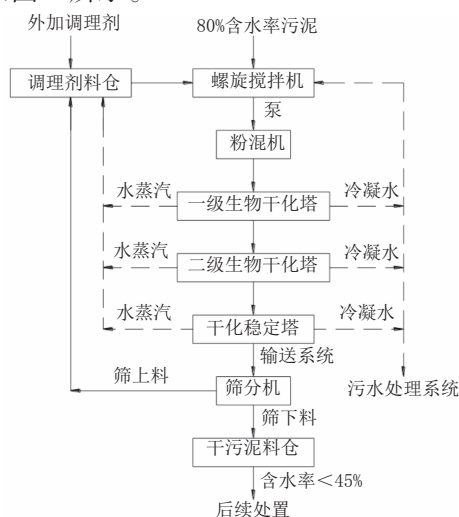 外加调理剂
80%含水率污泥
调理剂料仓
螺旋搅拌机
泵
粉混机
水蒸汽
一级生物干化塔
冷凝水
水蒸汽
二级生物干化塔
冷凝水
水蒸汽
干化稳定塔
冷凝水
输送系统
筛上料
筛分机
污水处理系统
筛下料
干污泥料仓
含水率＜45%
后续处置